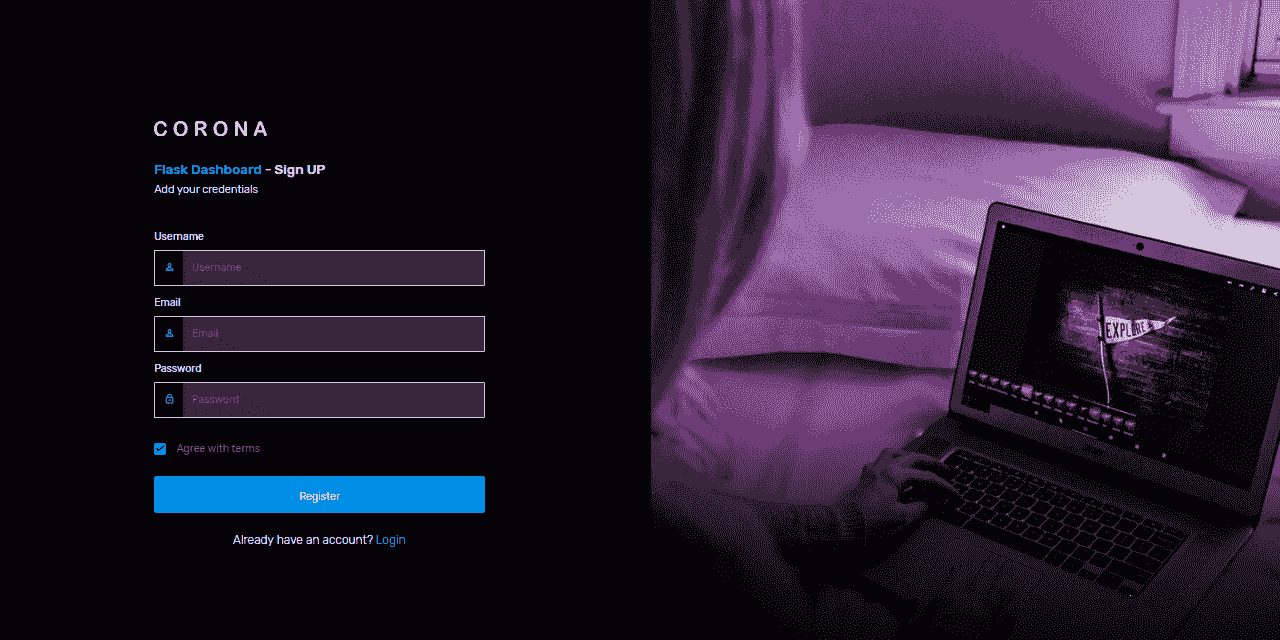 CORONA
Flask Dashboard - Sign UP
Add your credentials
Username
Username
Email
Email
Password
Password
Agree with terms
Register
Already have an account? Login
EXPLORE